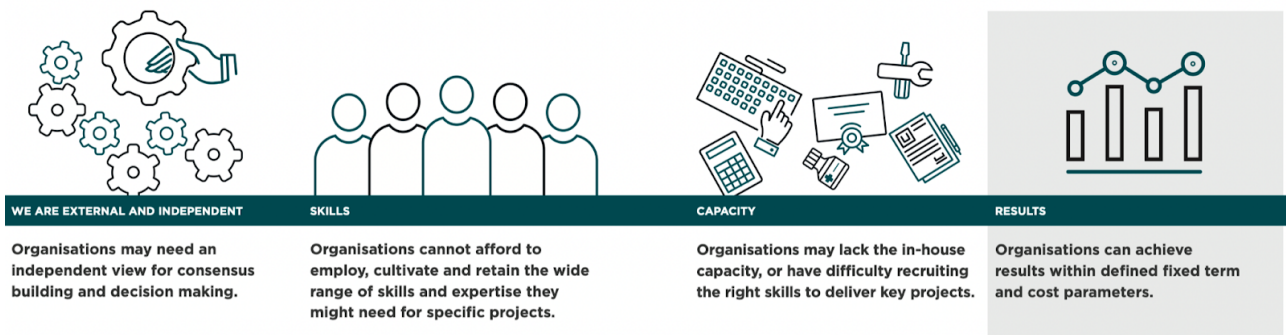 WE ARE EXTERNAL AND INDEPENDENT
Organisations may need an
independent view for consensus
building and decision making.
SKILLS
Organisations cannot afford to
employ, cultivate and retain the wide
range of skills and expertise they
might need for specific projects.
CAPACITY
Organisations may lack the in-house
capacity, or have difficulty recruiting
the right skills to deliver key projects.
RESULTS
Organisations can achieve
results within defined fixed term
and cost parameters.